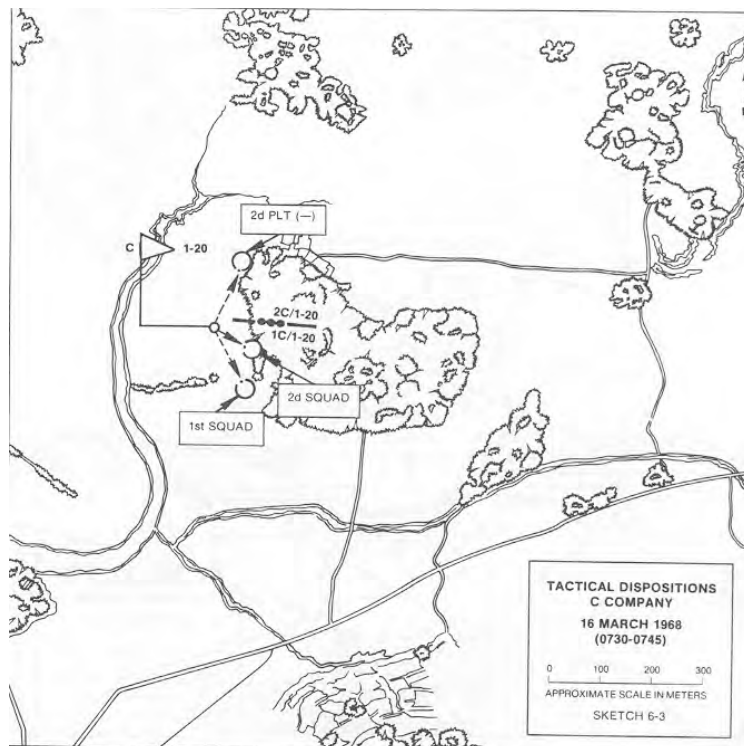 2d PLT (—)
C 1-20
2C/1-20
1C/1-20
2d SQUAD
1st SQUAD
TACTICAL DISPOSITIONS
C COMPANY
16 MARCH 1968
(0730-0745)
0 100 200 300
APPROXIMATE SCALE IN METERS
SKETCH 6-3